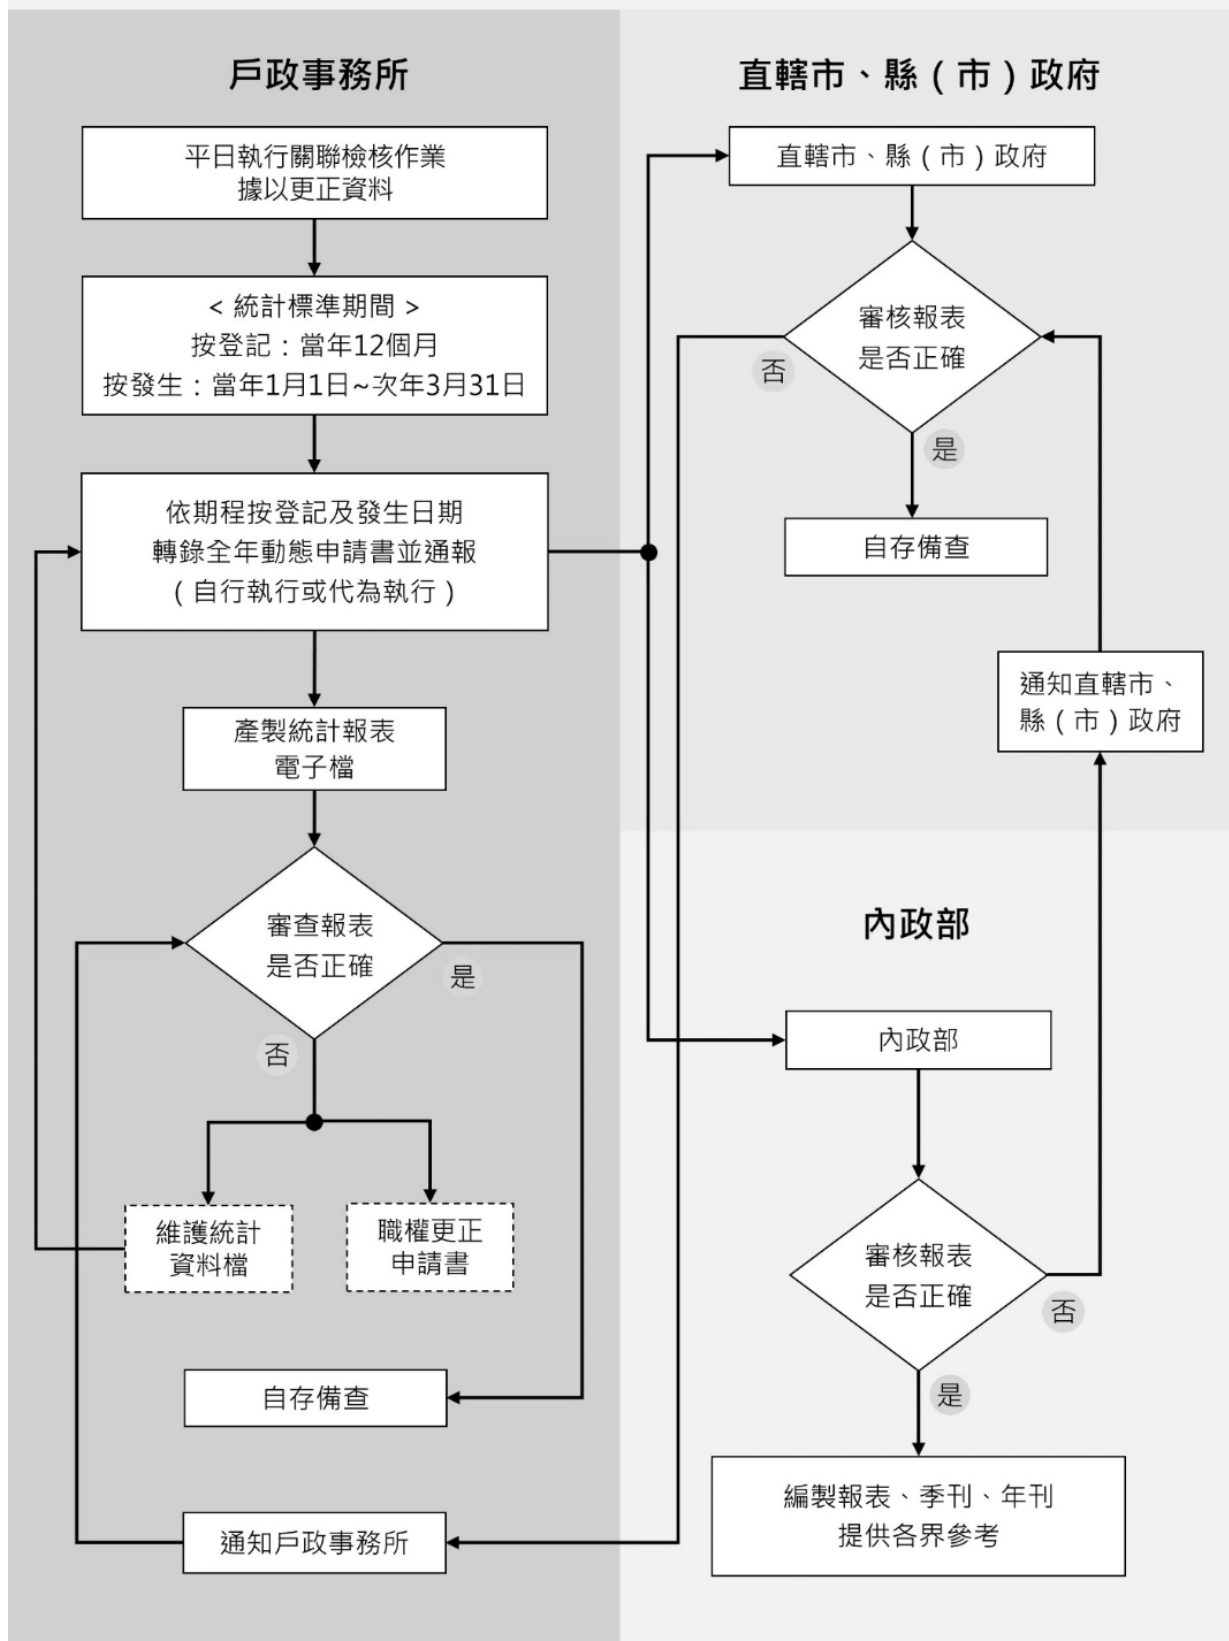 戶政事務所
平日執行關聯檢核作業
據以更正資料
< 統計標準期間 >
按登記：當年12個月
按發生：當年1月1日~次年3月31日
依期程按登記及發生日期
轉錄全年動態申請書並通報
（自行執行或代為執行）
產製統計報表
電子檔
審查報表
是否正確
是
否
維護統計
資料檔
職權更正
申請書
自存備查
通知戶政事務所
直轄市、縣（市）政府
直轄市、縣（市）政府
審核報表
是否正確
否
是
自存備查
通知直轄市、
縣（市）政府
內政部
內政部
審核報表
是否正確
否
是
編製報表、季刊、年刊
提供各界參考